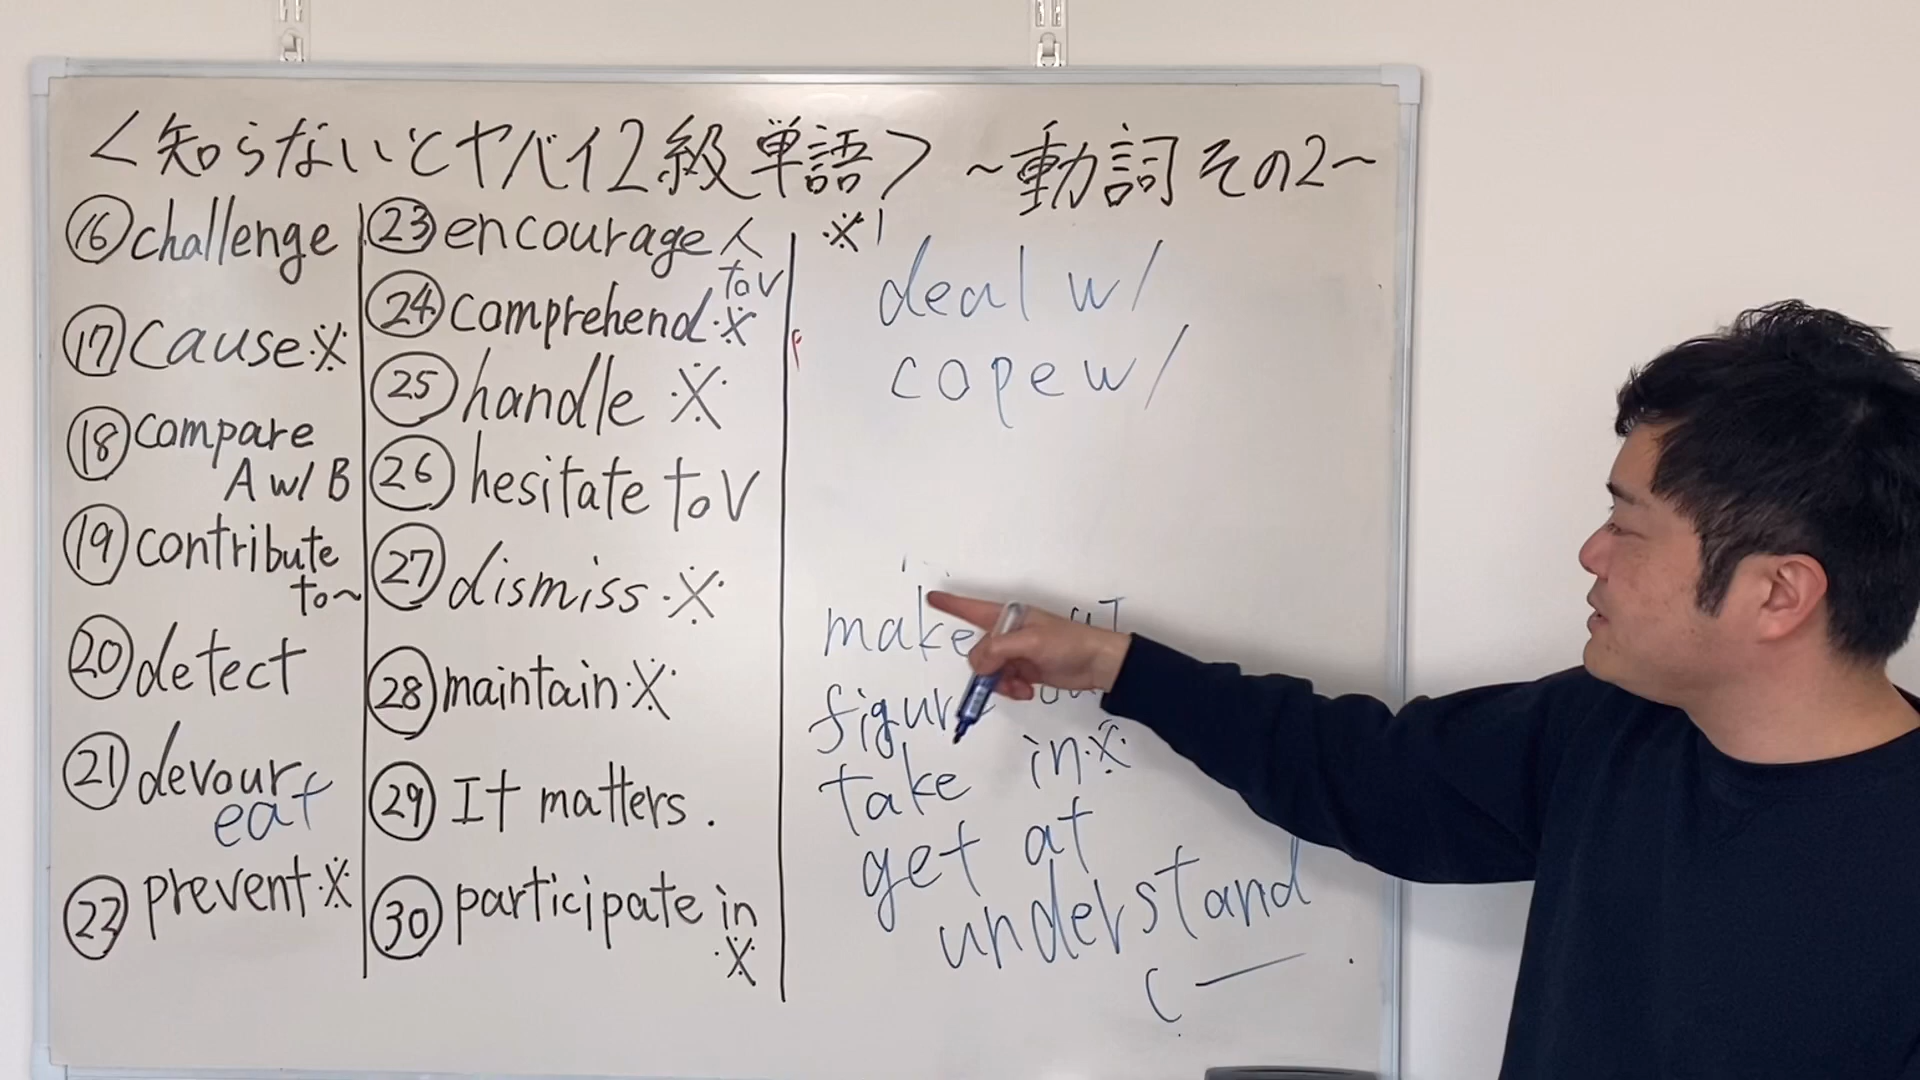 <知らないとヤバイ2級単語> ~動詞その2~
⑯challenge
⑰cause※
⑱compare
A w/ B
⑲contribute
to~
⑳detect
㉑devour
eat
㉒prevent※
㉓encourage 人
to V
㉔comprehend※
㉕handle ※
㉖hesitate to V
㉗dismiss※
㉘maintain※
㉙It matters.
㉚participate in
※
※1
deal w/
cope w/
make
figure out
take in※
get at
understand